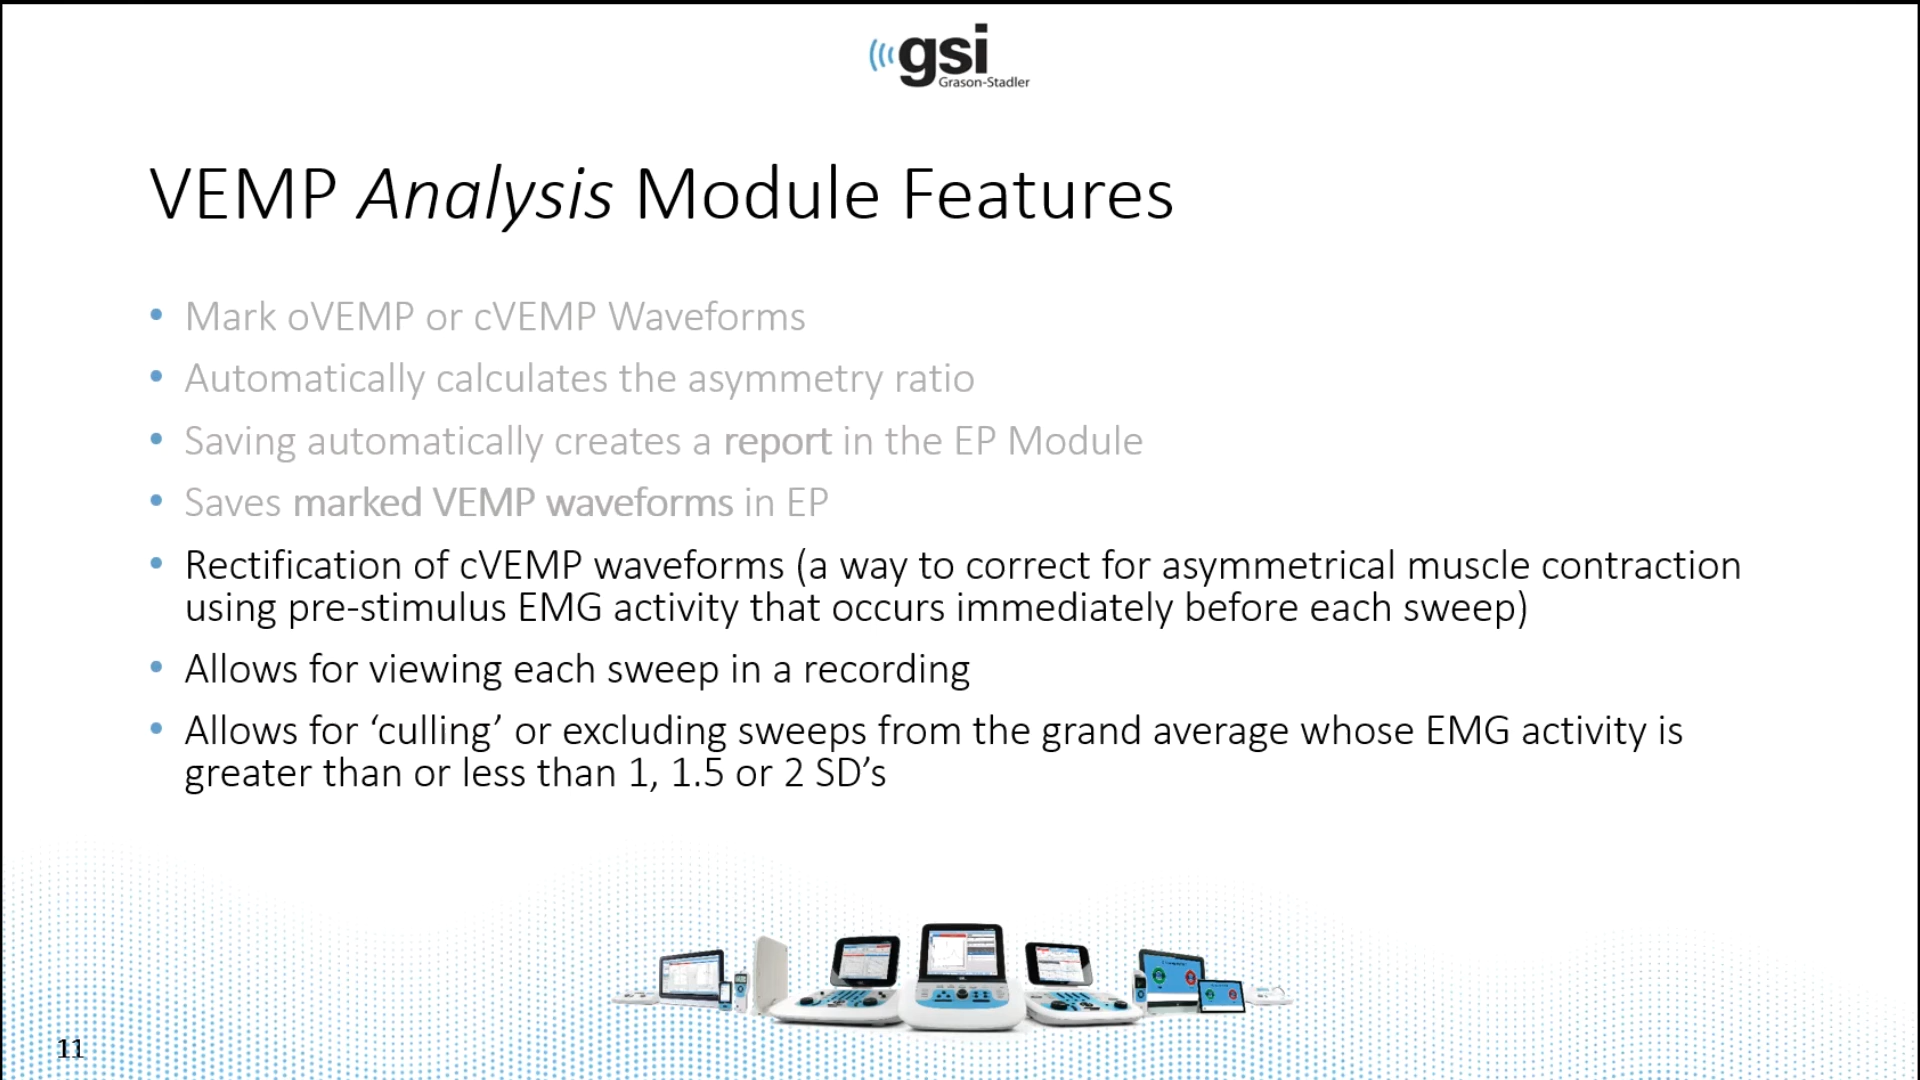 gsi
Grason-Stadler
VEMP Analysis Module Features
• Mark oVEMP or cVEMP Waveforms
• Automatically calculates the asymmetry ratio
• Saving automatically creates a report in the EP Module
• Saves marked VEMP waveforms in EP
• Rectification of cVEMP waveforms (a way to correct for asymmetrical muscle contraction
using pre-stimulus EMG activity that occurs immediately before each sweep)
• Allows for viewing each sweep in a recording
• Allows for ‘culling’ or excluding sweeps from the grand average whose EMG activity is
greater than or less than 1, 1.5 or 2 SD’s
11